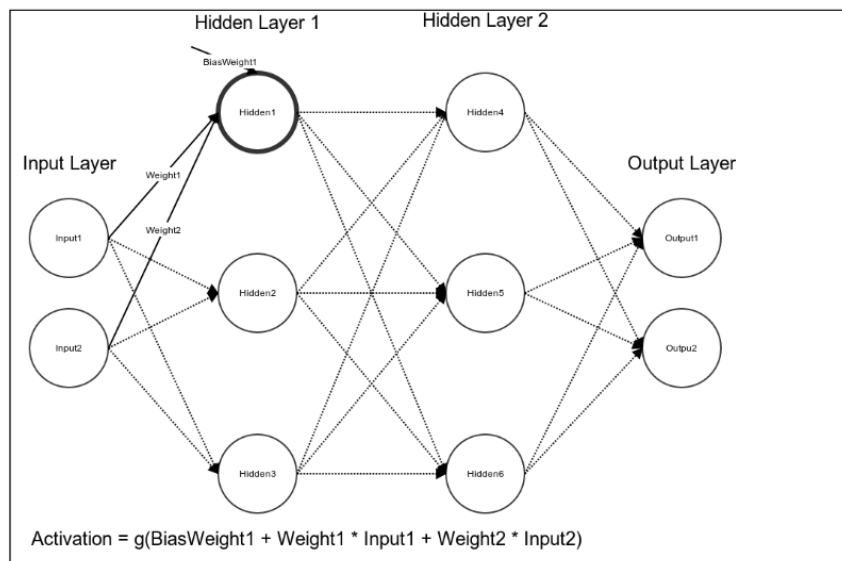 Hidden Layer 1
Hidden Layer 2
BiasWeight1
Hidden1
Hidden4
Input Layer
Output Layer
Weight1
Weight2
Input1
Output1
Hidden2
Hidden5
Input2
Outpu2
Hidden3
Hidden6
Activation = g(BiasWeight1 + Weight1 * Input1 + Weight2 * Input2)